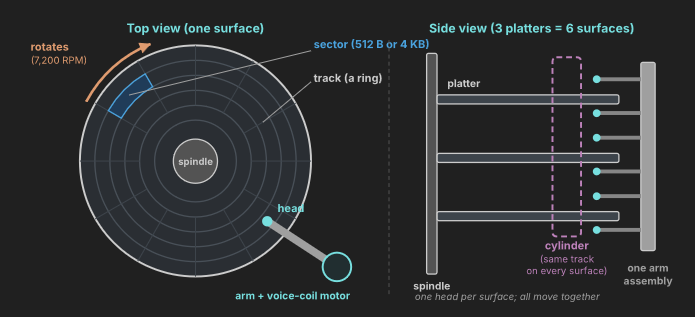 Top view (one surface)
rotates
(7,200 RPM)
sector (512 B or 4 KB)
track (a ring)
spindle
head
arm + voice-coil motor
Side view (3 platters = 6 surfaces)
platter
cylinder
(same track
on every surface)
one arm
assembly
spindle
one head per surface; all move together